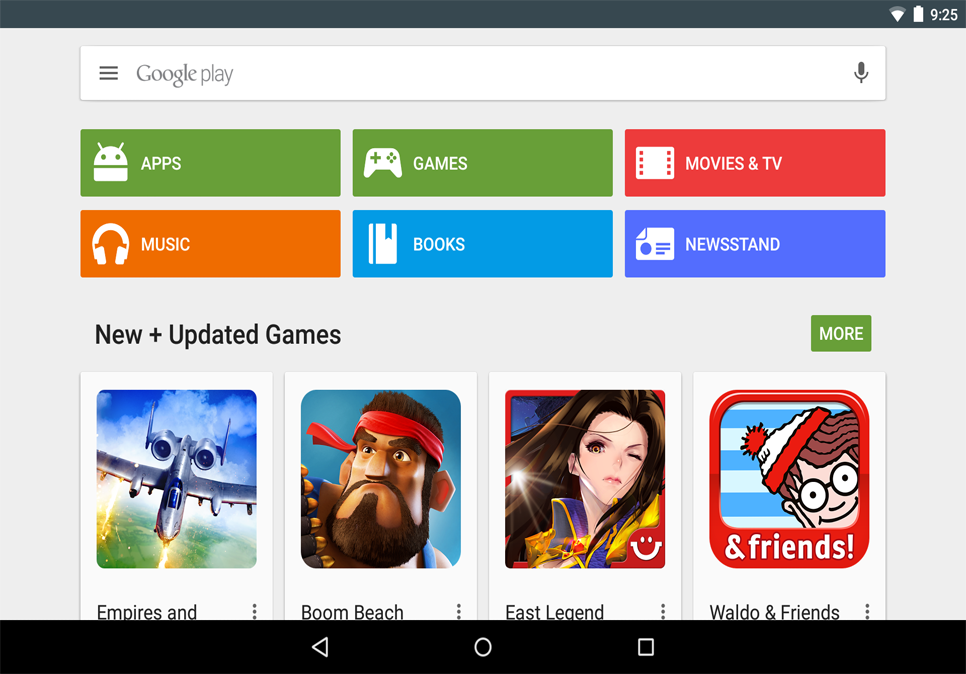 9:25
Google play
APPS
GAMES
MOVIES & TV
MUSIC
BOOKS
NEWSSTAND
New + Updated Games
MORE
& friends!
Empires and
Boom Beach
East Legend
Waldo & Friends